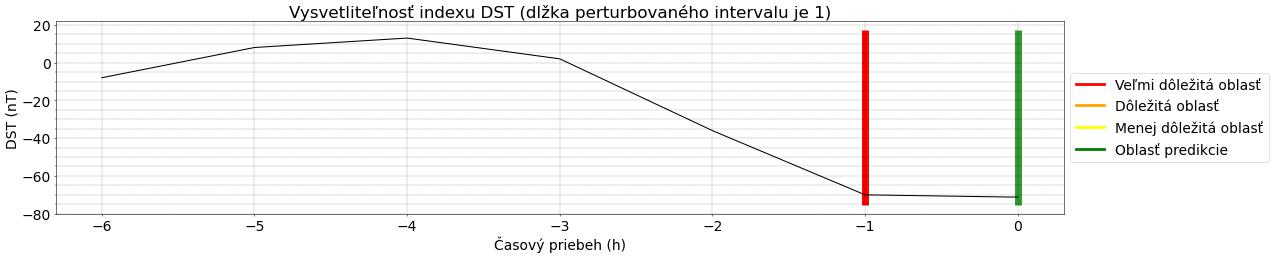 Vysvetliteľnosť indexu DST (dĺžka perturbovaného intervalu je 1)
20
0
−20
−40
−60
−80
DST (nT)
−6 −5 −4 −3 −2 −1 0
Časový priebeh (h)
Veľmi dôležitá oblasť
Dôležitá oblasť
Menej dôležitá oblasť
Oblasť predikcie